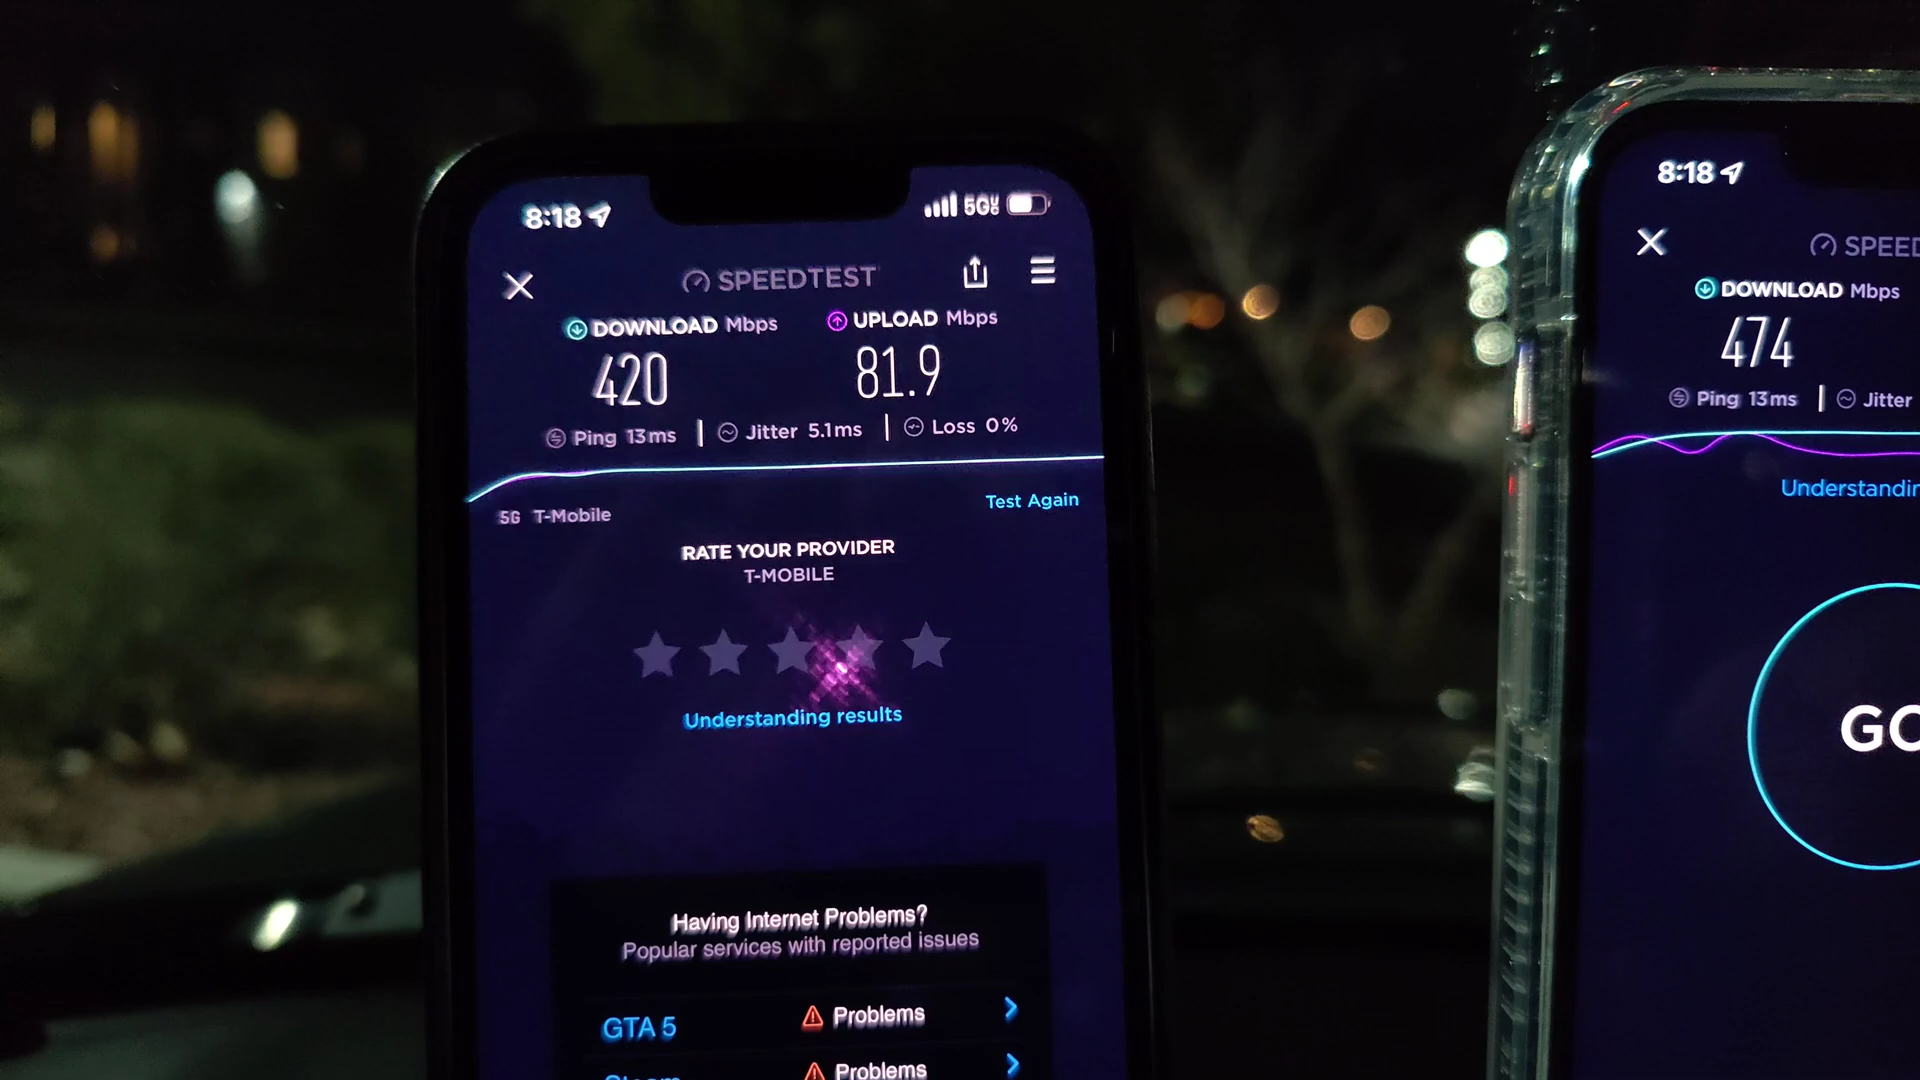 8:18
5G UC
SPEEDTEST
DOWNLOAD Mbps
UPLOAD Mbps
420
81.9
Ping 13ms
Jitter 5.1ms
Loss 0%
Test Again
5G T-Mobile
RATE YOUR PROVIDER
T-MOBILE
Understanding results
Having Internet Problems?
Popular services with reported issues
GTA 5
Problems
Problems
8:18
SPEED
DOWNLOAD Mbps
474
Ping 13ms
Jitter
Understandin
GO